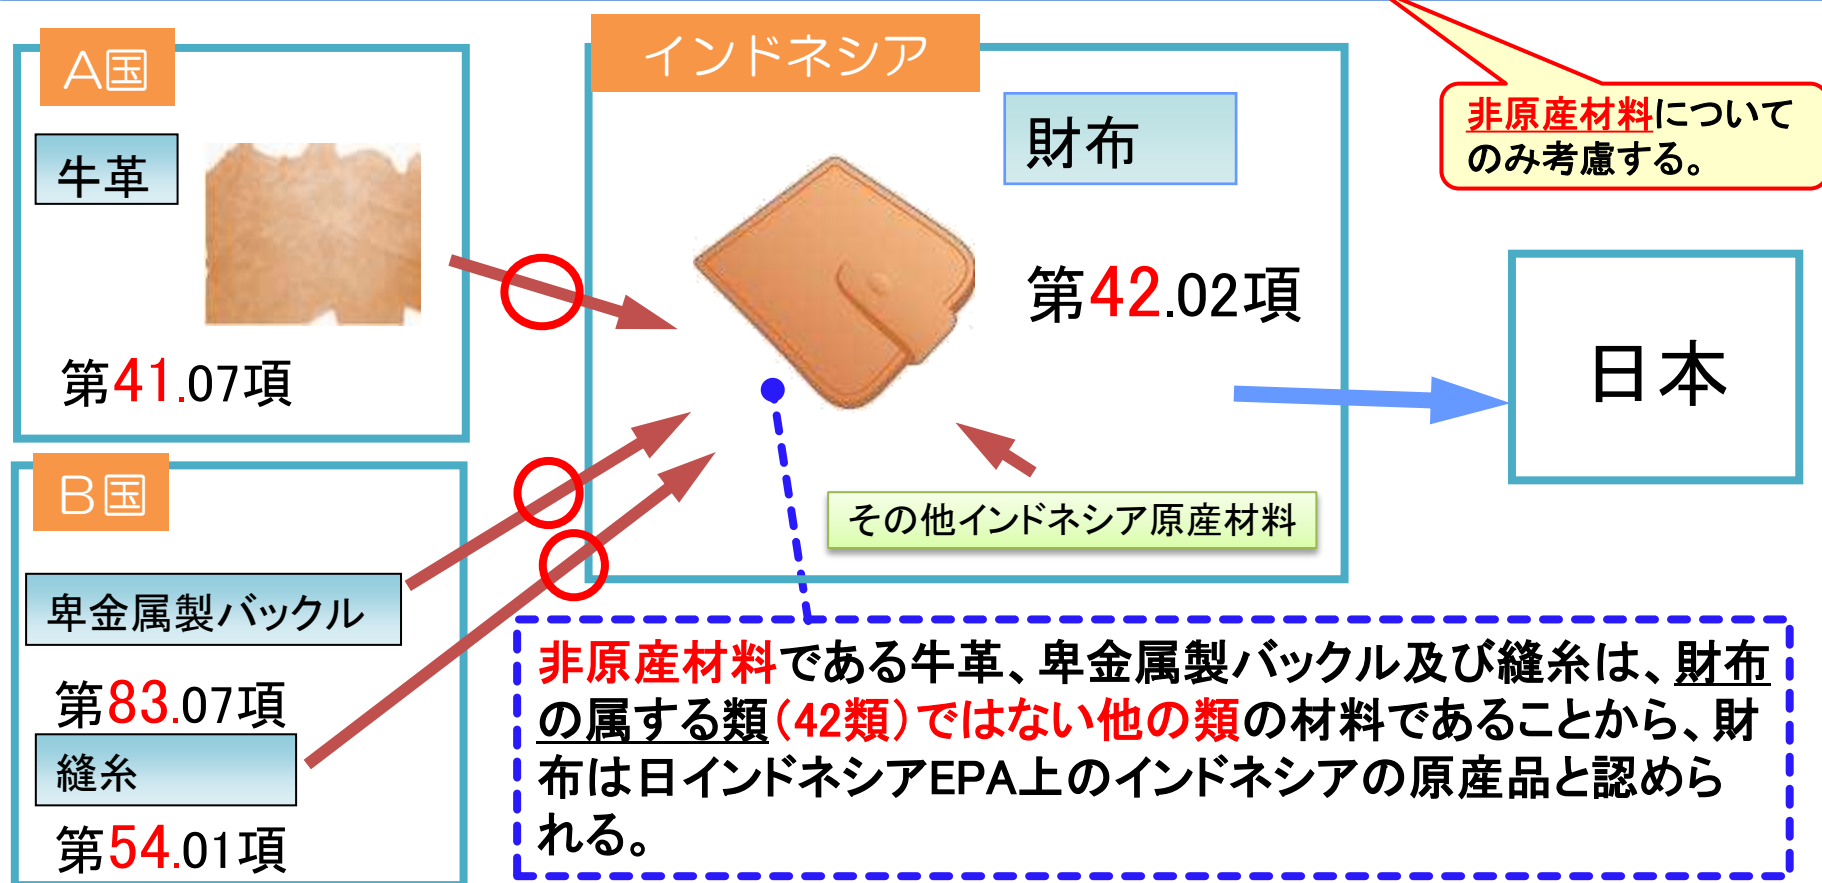 A国
牛革
第41.07項
B国
卑金属製バックル
第83.07項
縫糸
第54.01項
インドネシア
財布
第42.02項
その他インドネシア原産材料
非原産材料について
のみ考慮する。
日本
非原産材料である牛革、卑金属製バックル及び縫糸は、財布
の属する類(42類)ではない他の類の材料であることから、財
布は日インドネシアEPA上のインドネシアの原産品と認めら
れる。